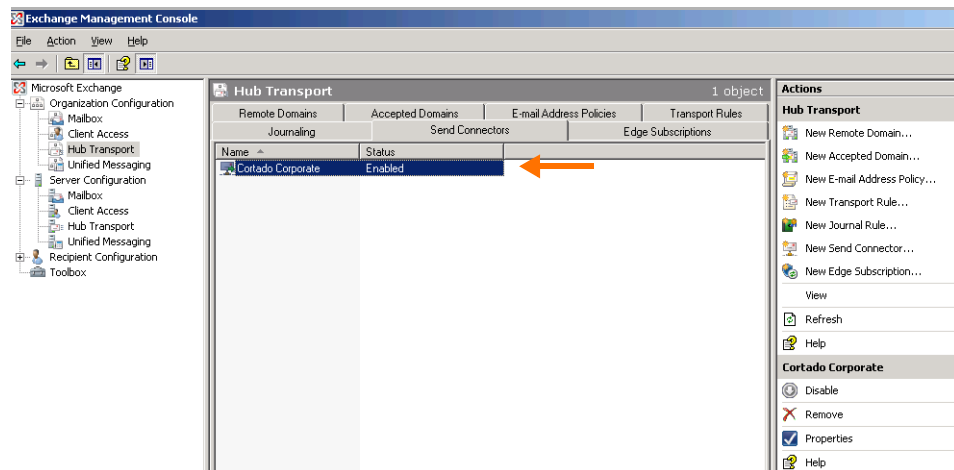 Exchange Management Console
File Action View Help
Microsoft Exchange
Organization Configuration
Mailbox
Client Access
Hub Transport
Unified Messaging
Server Configuration
Mailbox
Client Access
Hub Transport
Unified Messaging
Recipient Configuration
Toolbox
Hub Transport 1 object
Remote Domains Accepted Domains E-mail Address Policies Transport Rules
Journaling Send Connectors Edge Subscriptions
Name Status
Cortado Corporate Enabled
Actions
Hub Transport
New Remote Domain...
New Accepted Domain...
New E-mail Address Policy...
New Transport Rule...
New Journal Rule...
New Send Connector...
New Edge Subscription...
View
Refresh
Help
Cortado Corporate
Disable
Remove
Properties
Help